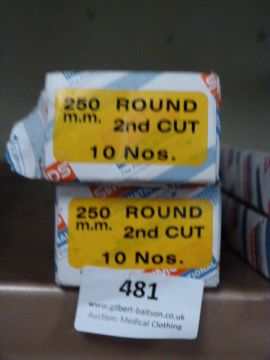 250 ROUND
m.m. 2nd CUT
10 Nos.
250 ROUND
m.m. 2nd CUT
10 Nos.
481
www.gilbert-baitson.co.uk
Auction: Medical Clothing